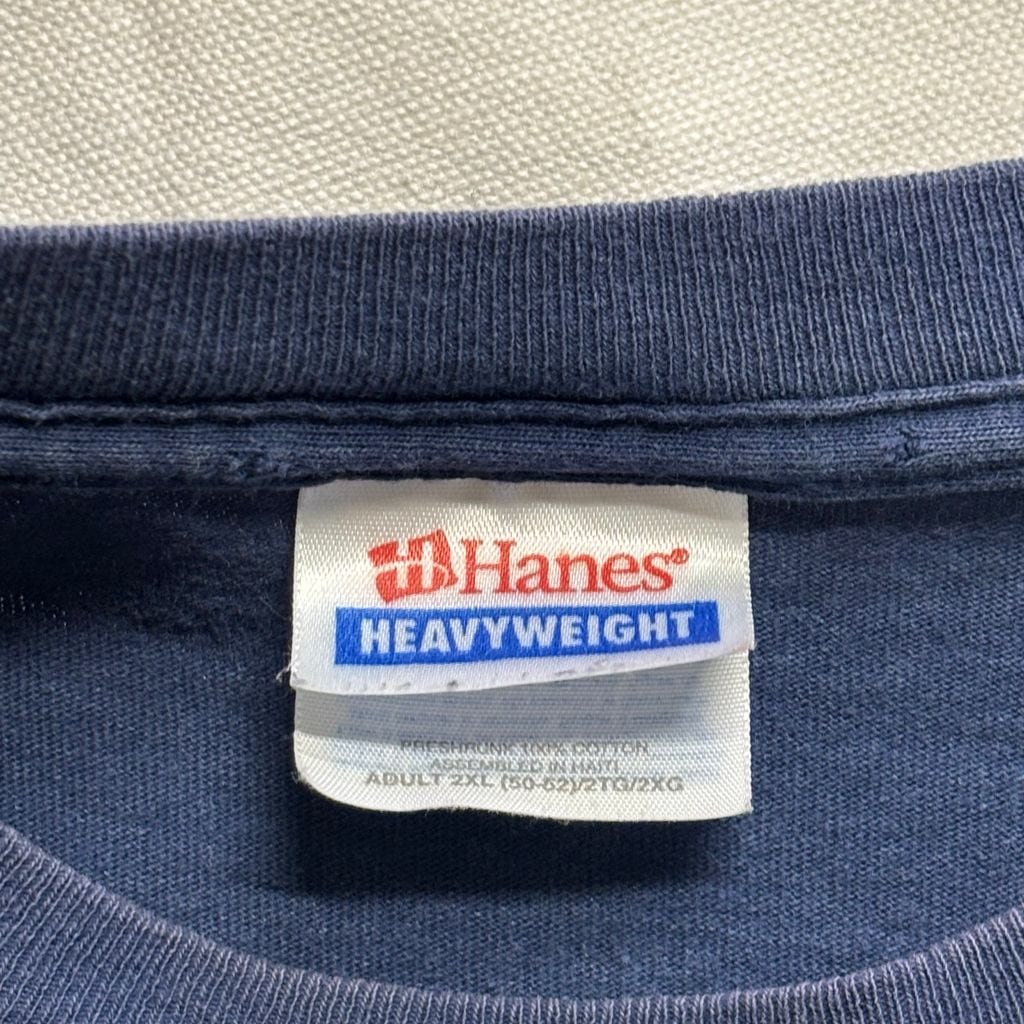 Hanes®
HEAVYWEIGHT
PRESHRUNK 100% COTTON
ASSEMBLED IN HAITI
ADULT 2XL (50-52)/2TG/2XG